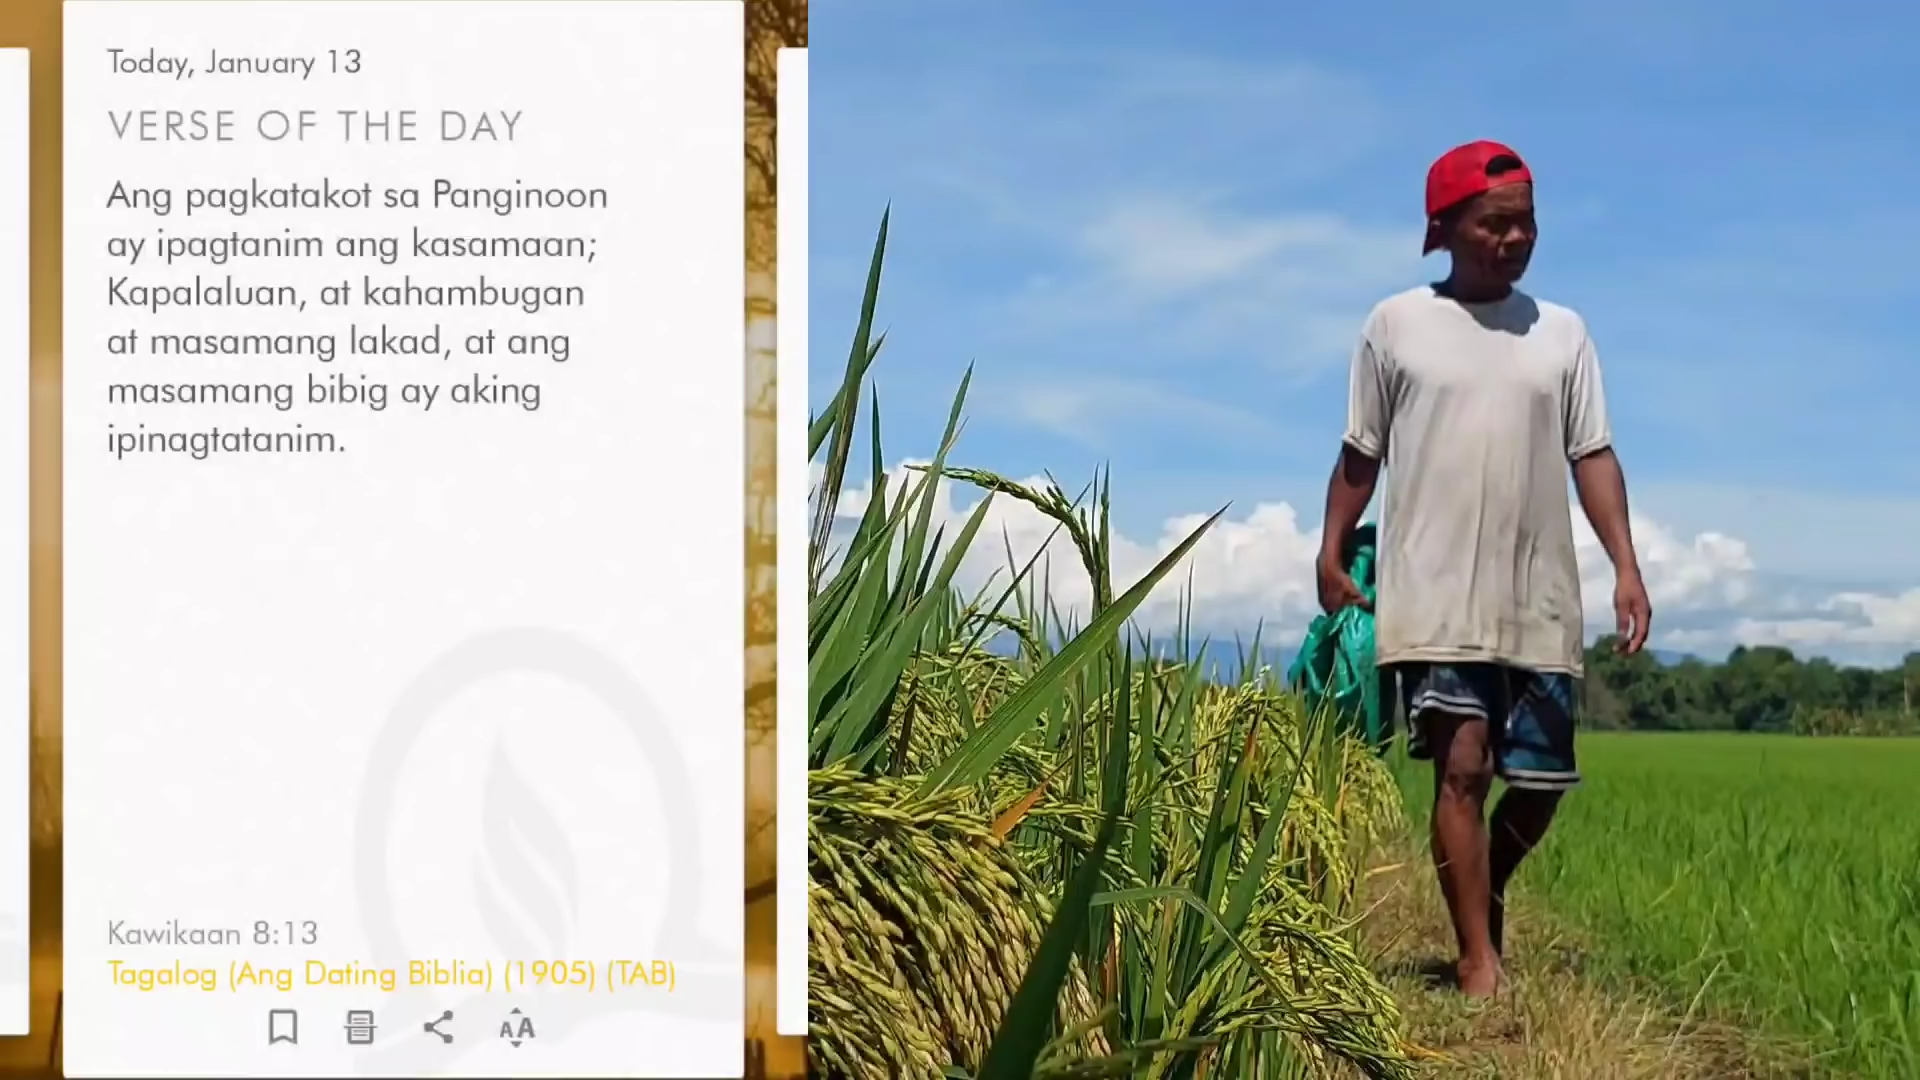 Today, January 13
VERSE OF THE DAY
Ang pagkatakot sa Panginoon
ay ipagtanim ang kasamaan;
Kapalaluan, at kahambugan
at masamang lakad, at ang
masamang bibig ay aking
ipinagtatanim.
Kawikaan 8:13
Tagalog (Ang Dating Biblia) (1905) (TAB)
AA